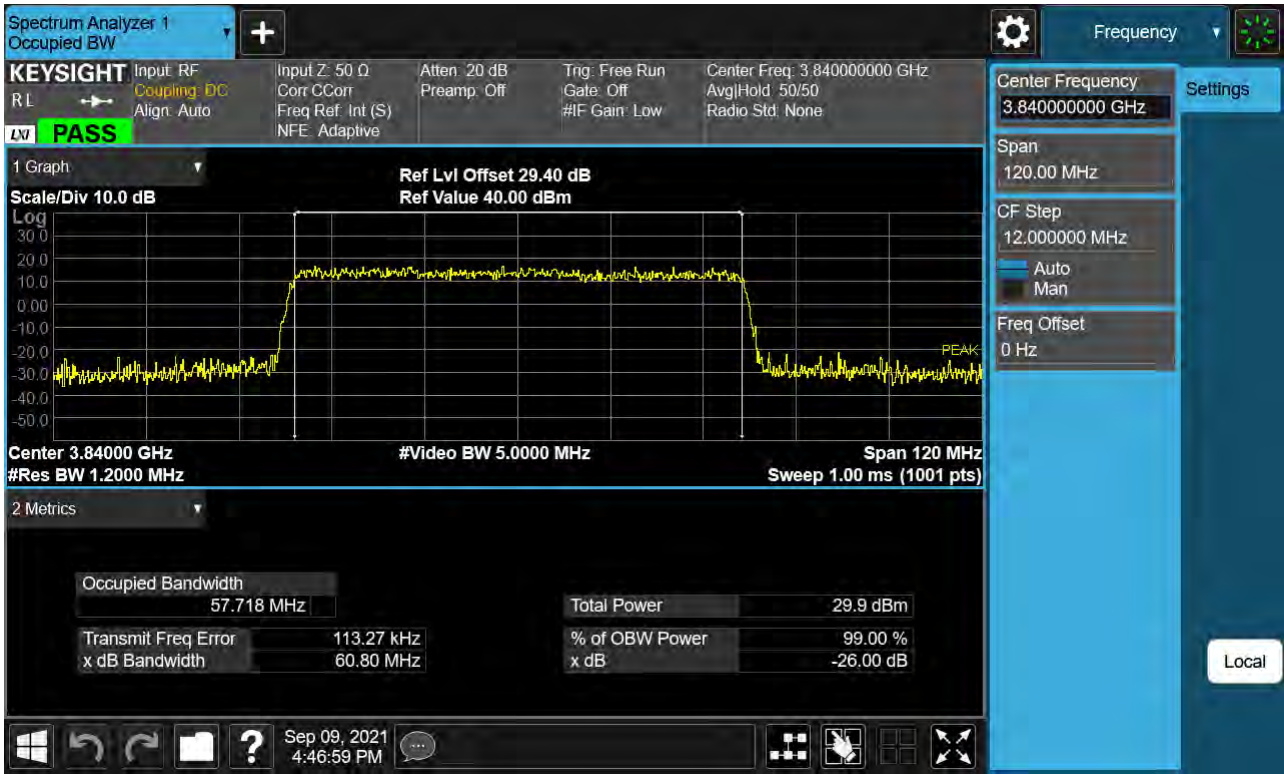 Spectrum Analyzer 1
Occupied BW
+
Frequency
KEYSIGHT
RL
LXI PASS
Input: RF
Coupling: DC
Align: Auto
Input Z: 50 Ω
Corr CCorr
Freq Ref: Int (S)
NFE: Adaptive
Atten: 20 dB
Preamp: Off
Trig: Free Run
Gate: Off
#IF Gain: Low
Center Freq: 3.840000000 GHz
Avg|Hold: 50/50
Radio Std: None
Center Frequency
3.840000000 GHz
Settings
Span
120.00 MHz
CF Step
12.000000 MHz
Auto
Man
Freq Offset
0 Hz
Local
1 Graph
Scale/Div 10.0 dB
Ref Lvl Offset 29.40 dB
Ref Value 40.00 dBm
Log
30.0
20.0
10.0
0.00
-10.0
-20.0
-30.0
-40.0
-50.0
PEAK
Center 3.84000 GHz
#Video BW 5.0000 MHz
Span 120 MHz
#Res BW 1.2000 MHz
Sweep 1.00 ms (1001 pts)
2 Metrics
Occupied Bandwidth
57.718 MHz
Total Power 29.9 dBm
Transmit Freq Error 113.27 kHz
% of OBW Power 99.00 %
x dB Bandwidth 60.80 MHz
x dB -26.00 dB
?
Sep 09, 2021
4:46:59 PM